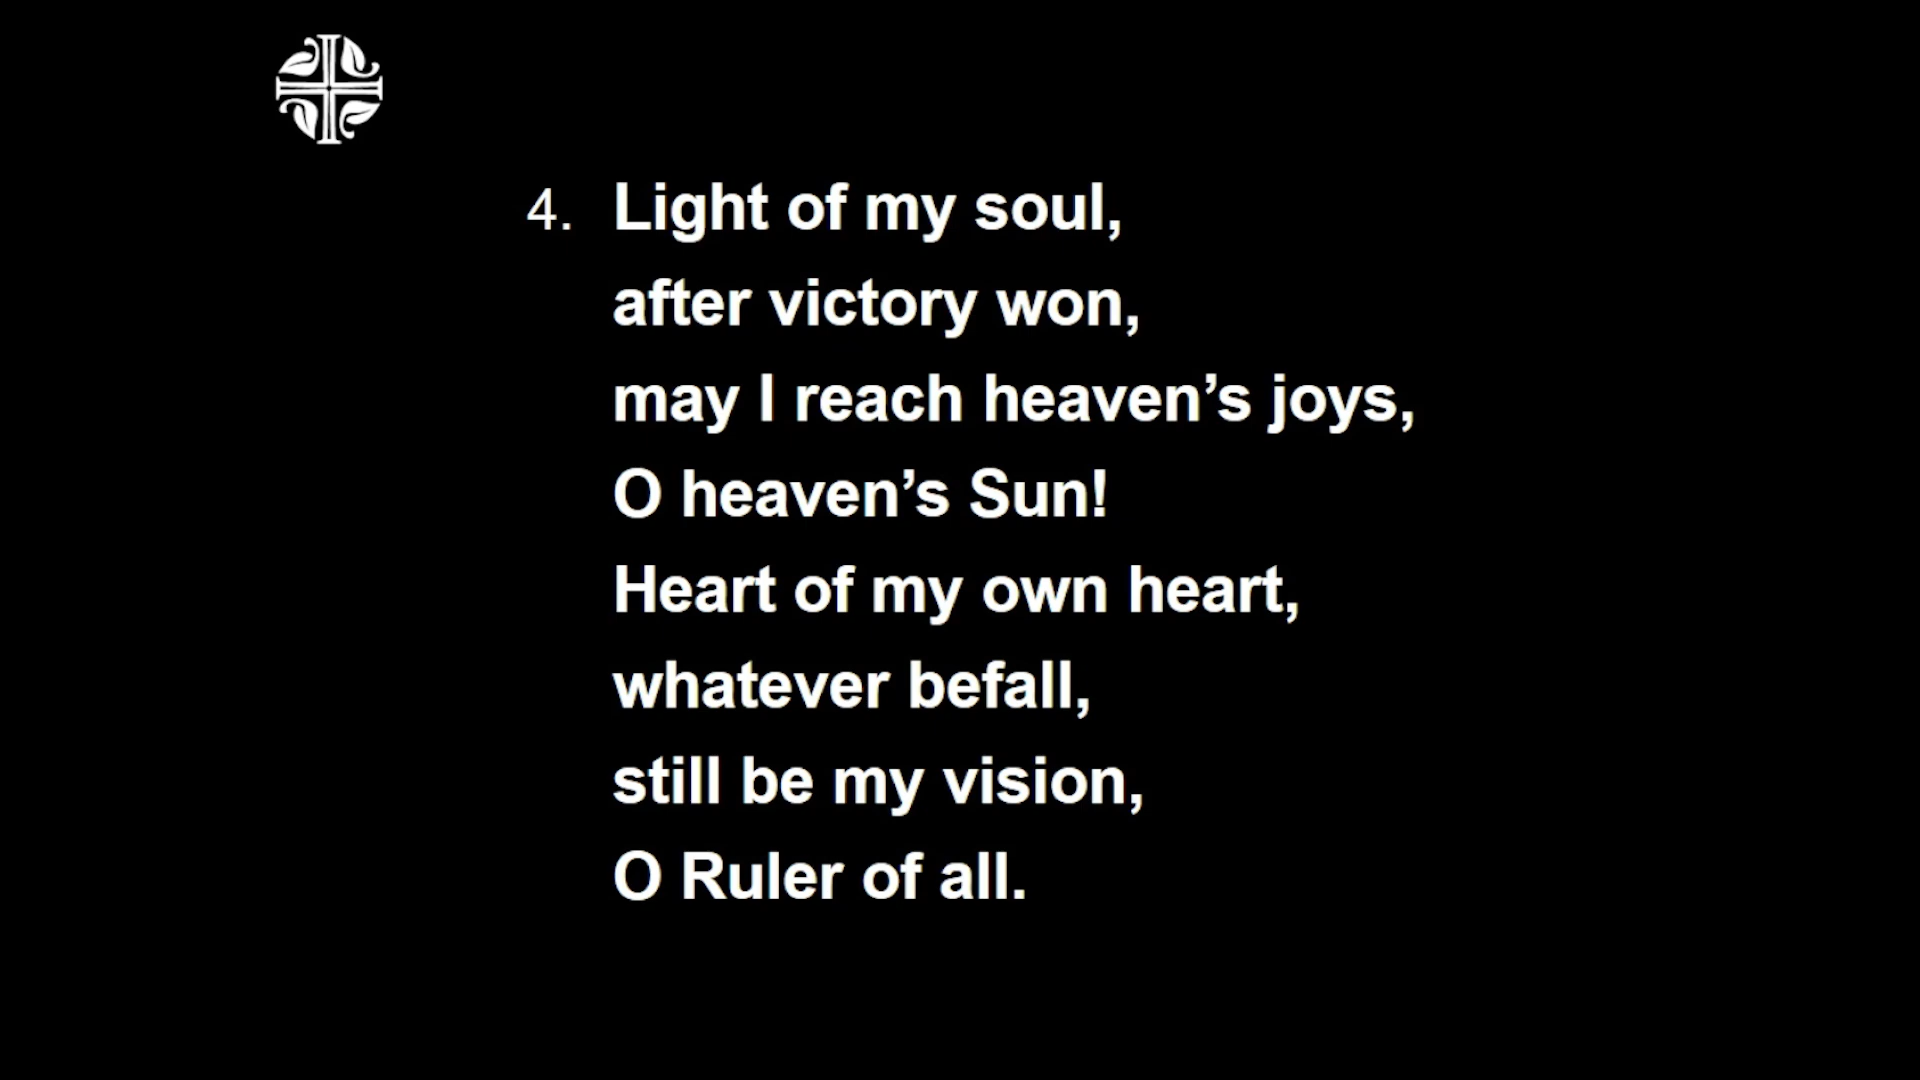 4. Light of my soul,
after victory won,
may I reach heaven’s joys,
O heaven’s Sun!
Heart of my own heart,
whatever befall,
still be my vision,
O Ruler of all.